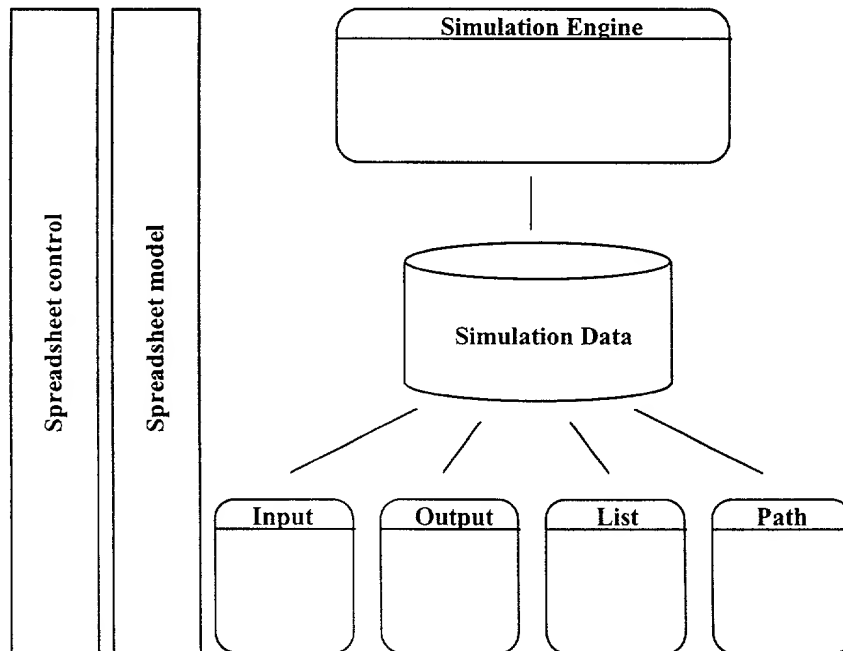 Spreadsheet control
Spreadsheet model
Simulation Engine
Simulation Data
Input
Output
List
Path